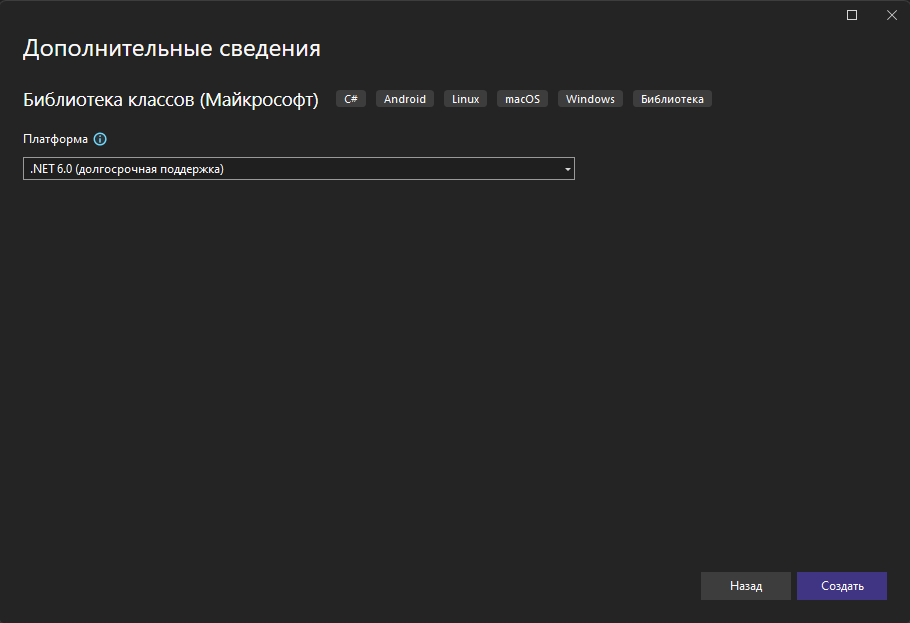 Дополнительные сведения
Библиотека классов (Майкрософт) C# Android Linux macOS Windows Библиотека
Платформа
.NET 6.0 (долгосрочная поддержка)
Назад Создать